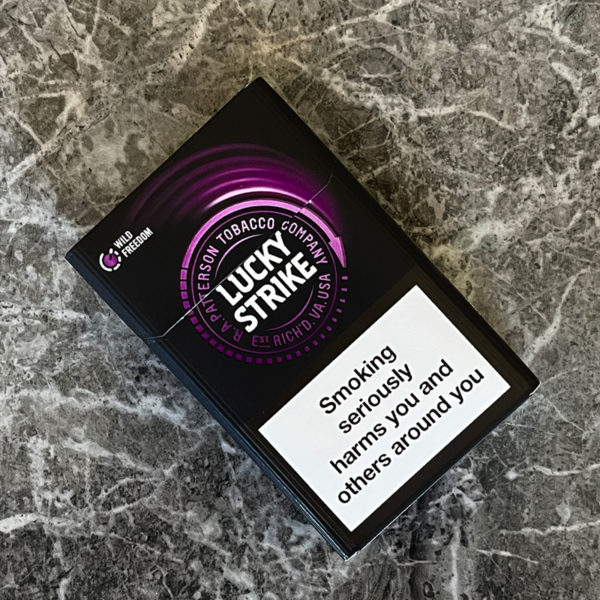 WILD
FREEDOM
R.A. PATTERSON TOBACCO COMPANY
LUCKY
STRIKE
EST RICH'D. VA. USA
Smoking
seriously
harms you and
others around you